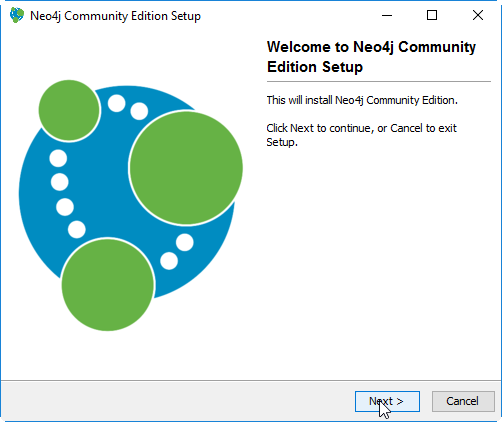 Neo4j Community Edition Setup
Welcome to Neo4j Community
Edition Setup
This will install Neo4j Community Edition.
Click Next to continue, or Cancel to exit
Setup.
Next >
Cancel